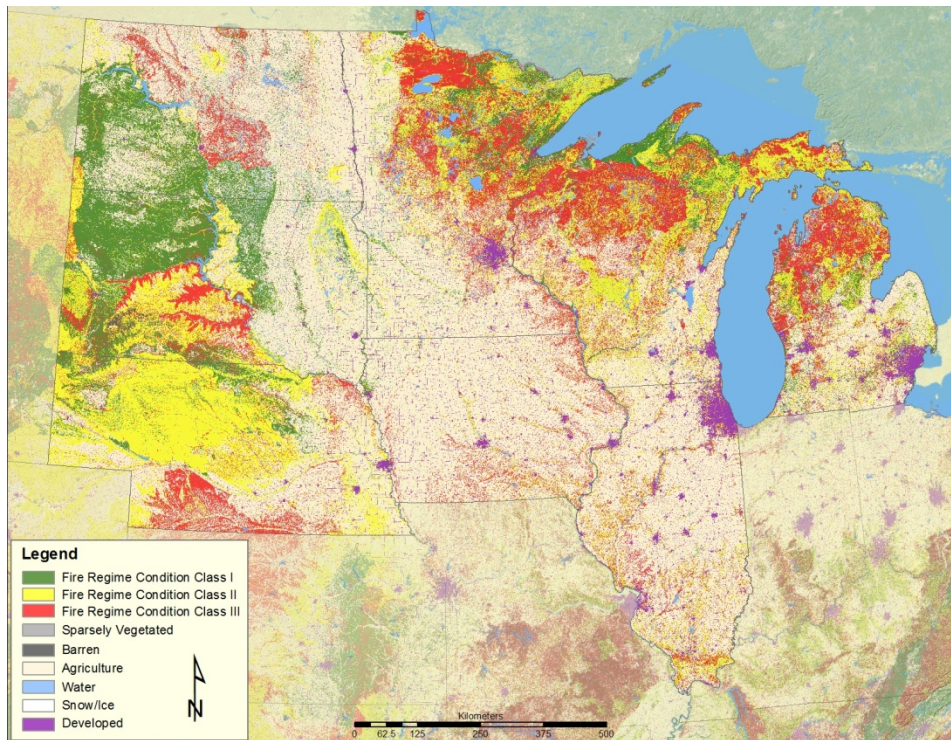 Legend
Fire Regime Condition Class I
Fire Regime Condition Class II
Fire Regime Condition Class III
Sparsely Vegetated
Barren
Agriculture
Water
Snow/Ice
Developed
N
Kilometers
0 62.5 125 250 375 500